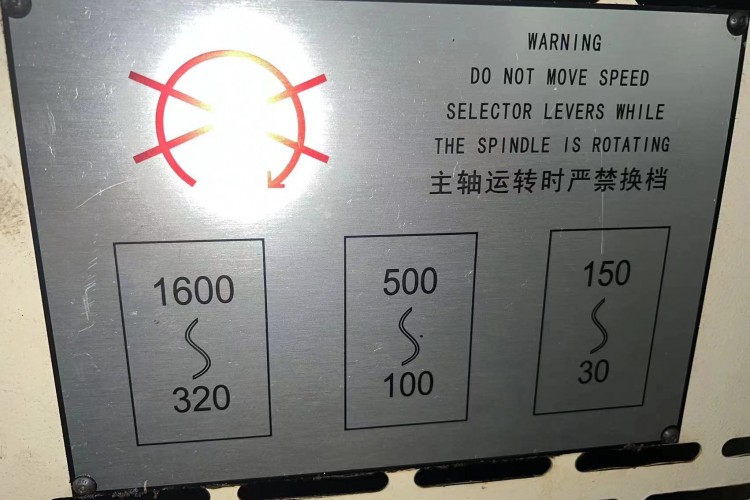 WARNING
DO NOT MOVE SPEED
SELECTOR LEVERS WHILE
THE SPINDLE IS ROTATING
主轴运转时严禁换档
1600
320
500
100
150
30